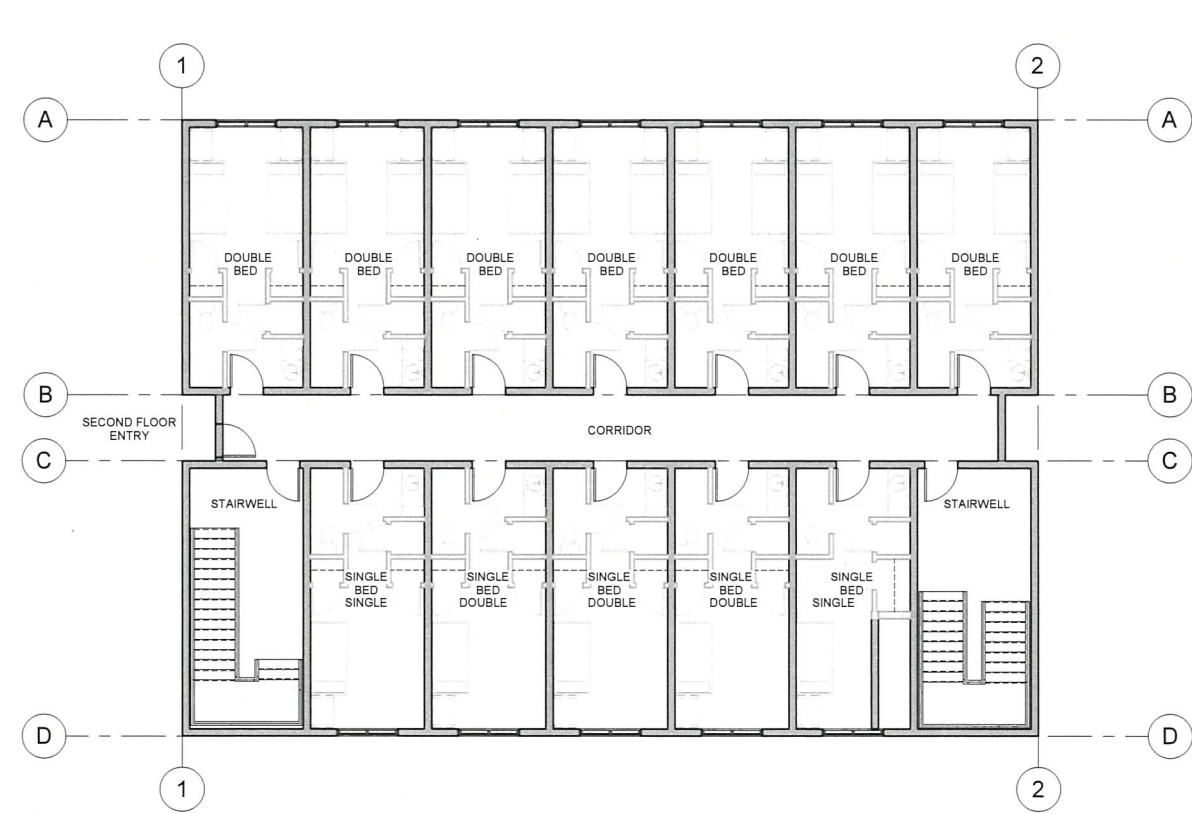 1
2
A
A
DOUBLE
BED
DOUBLE
BED
DOUBLE
BED
DOUBLE
BED
DOUBLE
BED
DOUBLE
BED
DOUBLE
BED
B
B
SECOND FLOOR
ENTRY
CORRIDOR
C
C
STAIRWELL
STAIRWELL
SINGLE
BED
SINGLE
SINGLE
BED
DOUBLE
SINGLE
BED
DOUBLE
SINGLE
BED
DOUBLE
SINGLE
BED
SINGLE
D
D
1
2